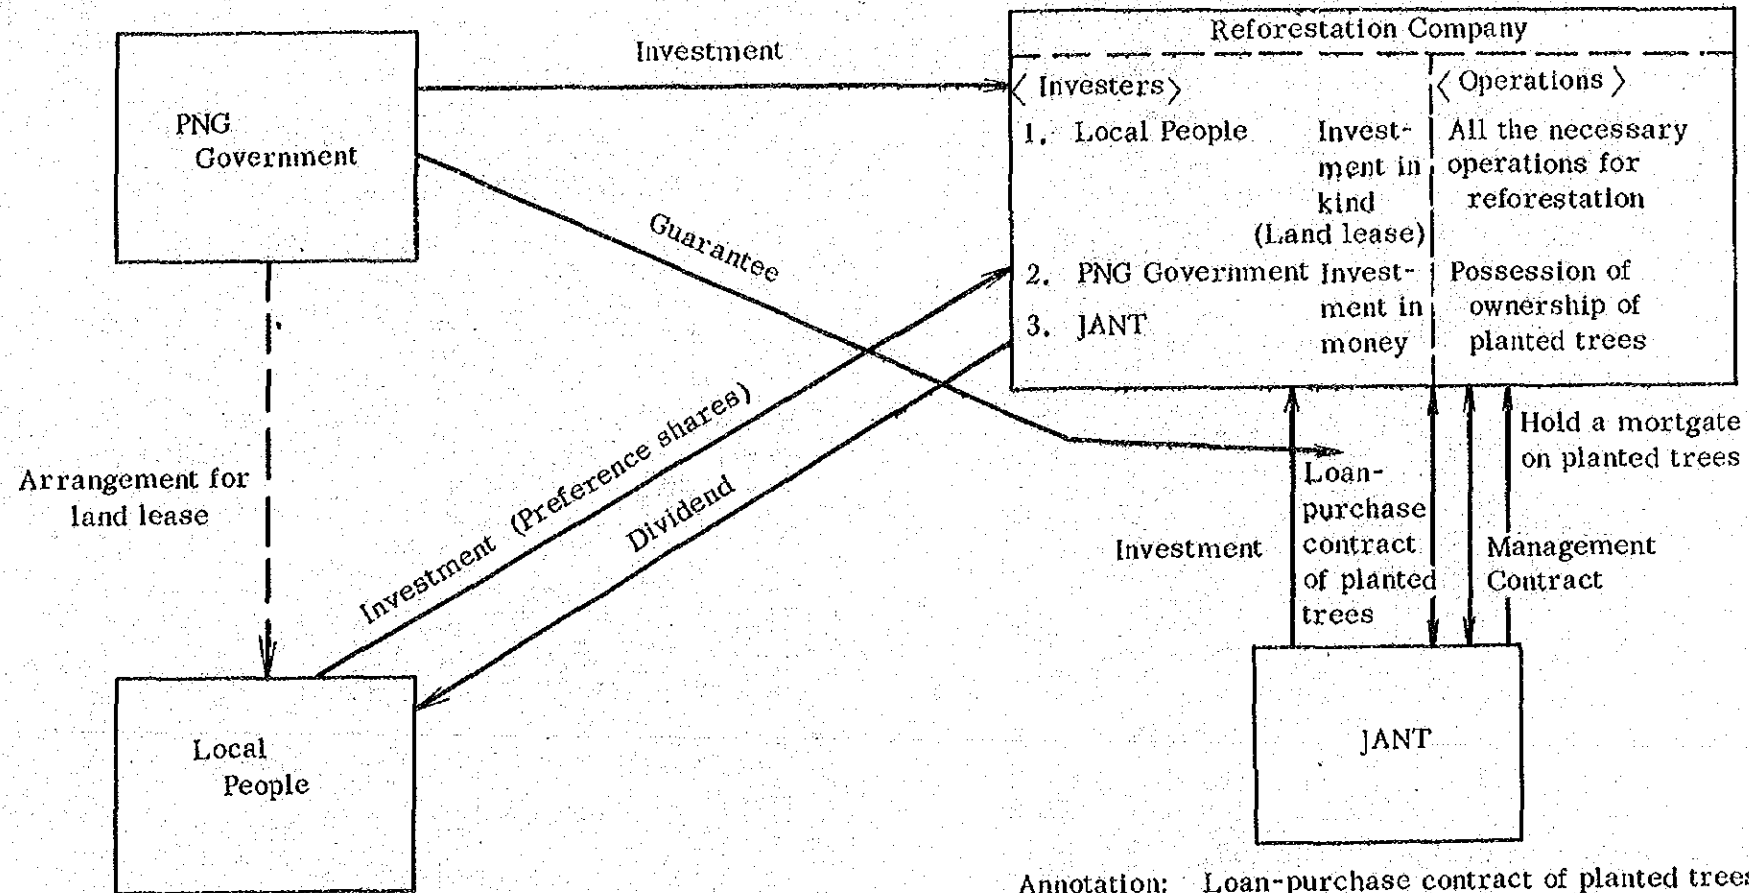 Reforestation Company
Investment
PNG
Government
〈 Investers〉
〈 Operations 〉
1. Local People
Invest-
ment in
kind
(Land lease)
All the necessary
operations for
reforestation
2. PNG Government
3. JANT
Invest-
ment in
money
Possession of
ownership of
planted trees
Guarantee
Arrangement for
land lease
Investment (Preference shares)
Dividend
Investment
Loan-
purchase
contract
of planted
trees
Hold a mortgate
on planted trees
Management
Contract
Local
People
JANT
Annotation: Loan-purchase contract of planted trees